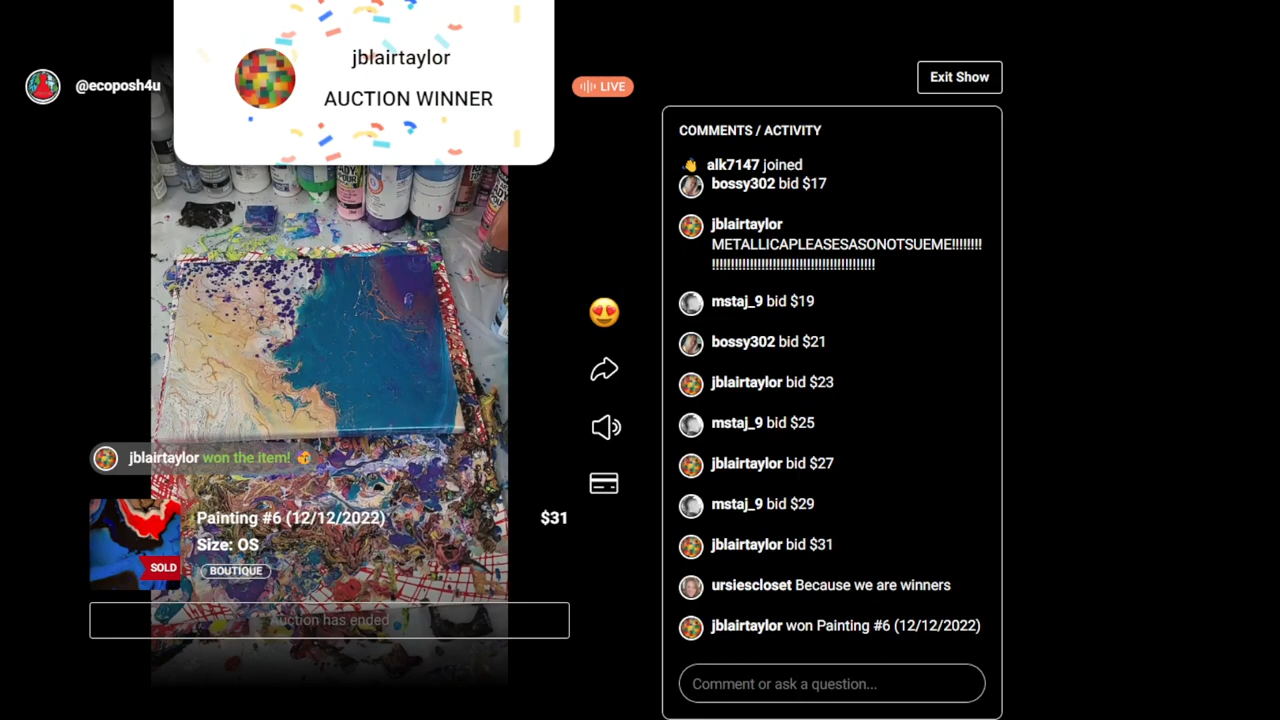 jblairtaylor
AUCTION WINNER
@ecoposh4u
LIVE
Exit Show
COMMENTS / ACTIVITY
alk7147 joined
bossy302 bid $17
jblairtaylor
METALLICAPLEASESASONOTSUEME!!!!!!!!
!!!!!!!!!!!!!!!!!!!!!!!!!!!!!!!!!!!!!!!!!!!
mstaj_9 bid $19
bossy302 bid $21
jblairtaylor bid $23
mstaj_9 bid $25
jblairtaylor bid $27
mstaj_9 bid $29
jblairtaylor bid $31
ursiescloset Because we are winners
jblairtaylor won Painting #6 (12/12/2022)
Comment or ask a question...
jblairtaylor won the item!
Painting #6 (12/12/2022)
$31
Size: OS
SOLD
BOUTIQUE
Auction has ended